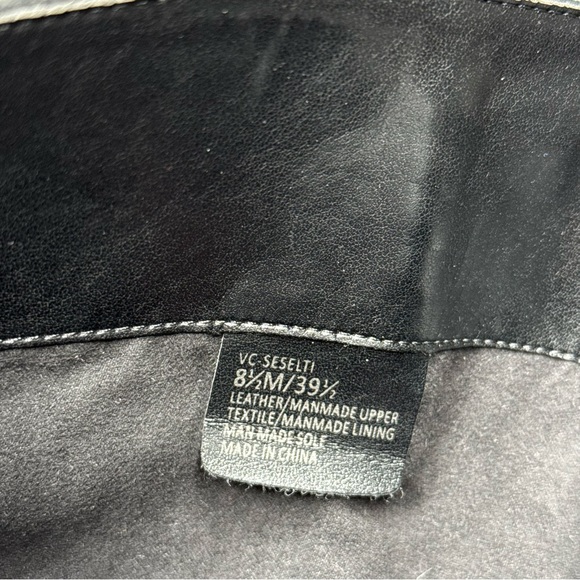 VC-SESELTI
8½M/39½
LEATHER/MANMADE UPPER
TEXTILE/MANMADE LINING
MAN MADE SOLE
MADE IN CHINA